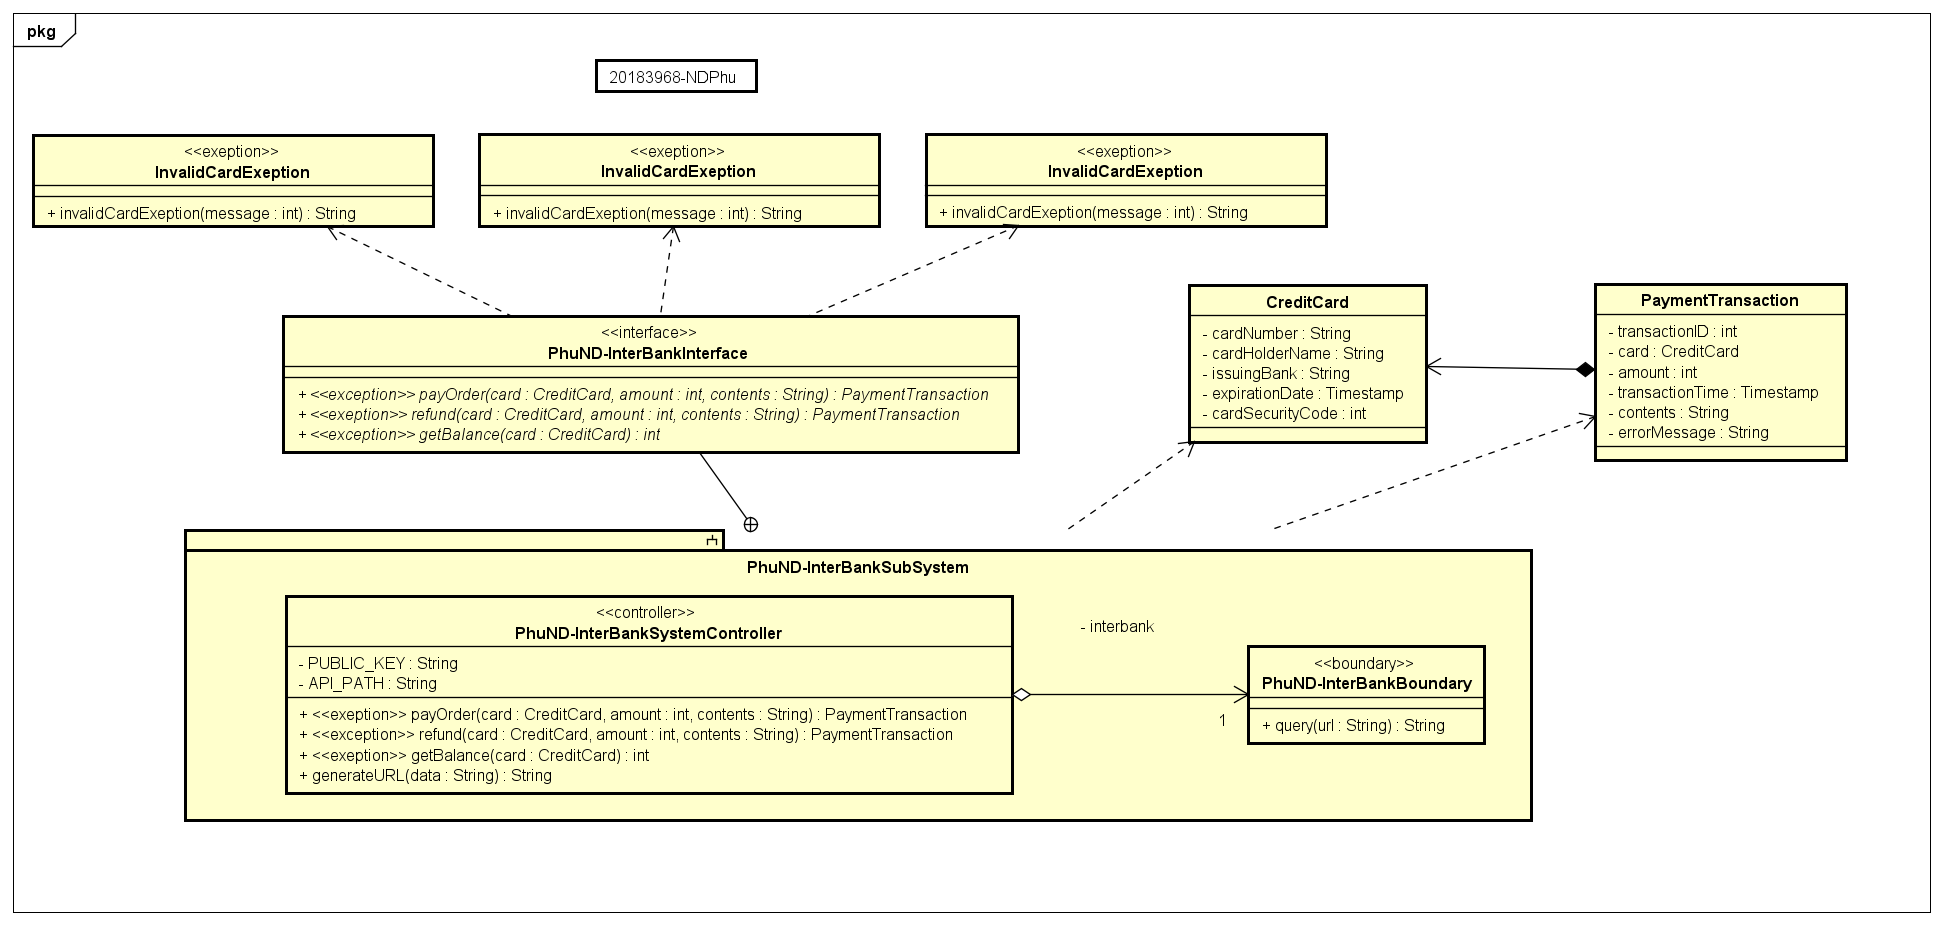 pkg
20183968-NDPhu
<<exeption>>
InvalidCardExeption
+ invalidCardExeption(message : int) : String
<<exeption>>
InvalidCardExeption
+ invalidCardExeption(message : int) : String
<<exeption>>
InvalidCardExeption
+ invalidCardExeption(message : int) : String
<<interface>>
PhuND-InterBankInterface
+ <<exception>> payOrder(card : CreditCard, amount : int, contents : String) : PaymentTransaction
+ <<exeption>> refund(card : CreditCard, amount : int, contents : String) : PaymentTransaction
+ <<exception>> getBalance(card : CreditCard) : int
CreditCard
- cardNumber : String
- cardHolderName : String
- issuingBank : String
- expirationDate : Timestamp
- cardSecurityCode : int
PaymentTransaction
- transactionID : int
- card : CreditCard
- amount : int
- transactionTime : Timestamp
- contents : String
- errorMessage : String
PhuND-InterBankSubSystem
<<controller>>
PhuND-InterBankSystemController
- PUBLIC_KEY : String
- API_PATH : String
+ <<exeption>> payOrder(card : CreditCard, amount : int, contents : String) : PaymentTransaction
+ <<exception>> refund(card : CreditCard, amount : int, contents : String) : PaymentTransaction
+ <<exeption>> getBalance(card : CreditCard) : int
+ generateURL(data : String) : String
- interbank
1
<<boundary>>
PhuND-InterBankBoundary
+ query(url : String) : String